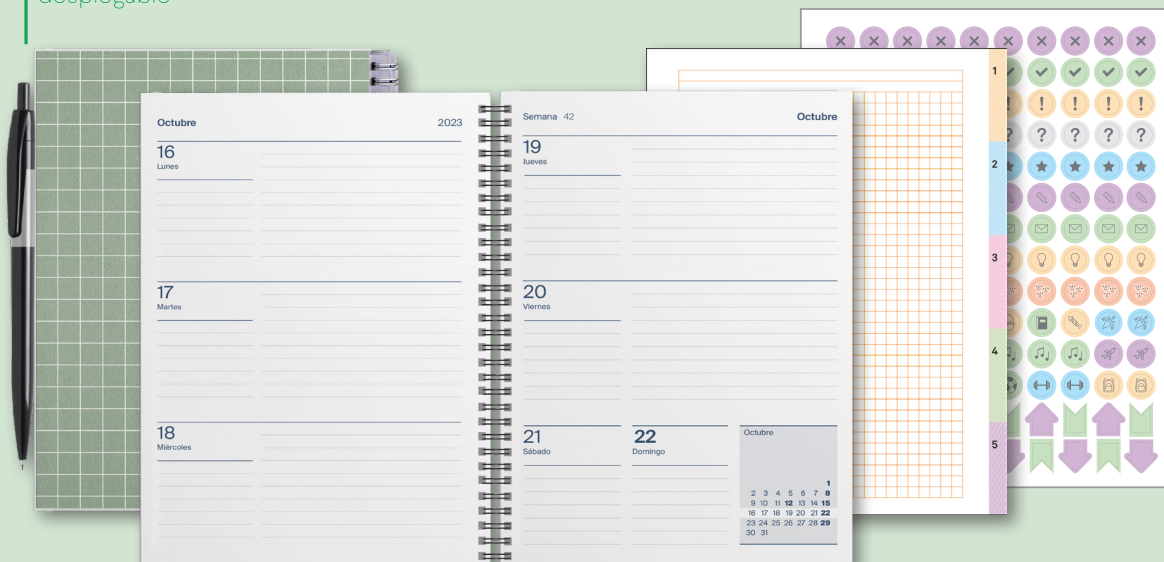 desplegable
Octubre 2023
16
Lunes
17
Martes
18
Miércoles
Semana 42 Octubre
19
Jueves
20
Viernes
21
Sábado
22
Domingo
Octubre
1
2 3 4 5 6 7 8
9 10 11 12 13 14 15
16 17 18 19 20 21 22
23 24 25 26 27 28 29
30 31
1
2
3
4
5